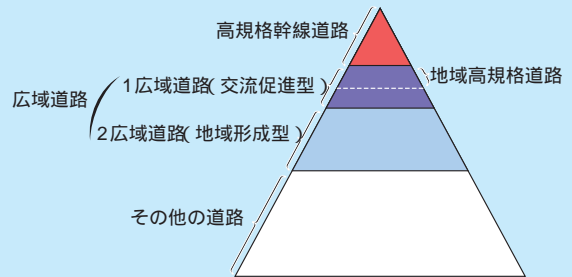 高規格幹線道路
地域高規格道路
1広域道路(交流促進型)
広域道路
2広域道路(地域形成型)
その他の道路